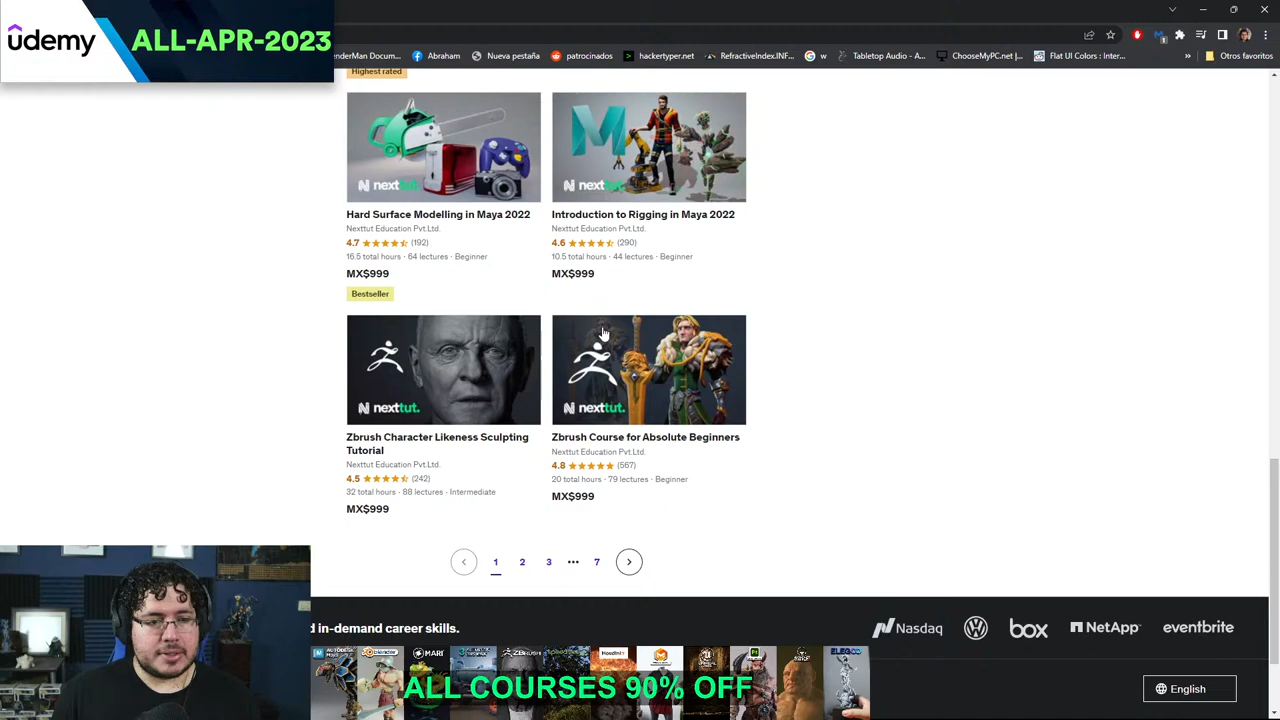 ûdemy
ALL-APR-2023
enderMan Docum...
Abraham
Nueva pestaña
patrocinados
hackertyper.net
RefractiveIndex.INF...
w
Tabletop Audio - A...
ChooseMyPC.net |...
Flat UI Colors : Inter...
»
Otros favoritos
Highest rated
nexttut.
M
nexttut.
Hard Surface Modelling in Maya 2022
Nexttut Education Pvt.Ltd.
4.7 (192)
16.5 total hours · 64 lectures · Beginner
MX$999
Bestseller
Introduction to Rigging in Maya 2022
Nexttut Education Pvt.Ltd.
4.6 (290)
10.5 total hours · 44 lectures · Beginner
MX$999
nexttut.
nexttut.
Zbrush Character Likeness Sculpting
Tutorial
Nexttut Education Pvt.Ltd.
4.5 (242)
32 total hours · 88 lectures · Intermediate
MX$999
Zbrush Course for Absolute Beginners
Nexttut Education Pvt.Ltd.
4.8 (567)
20 total hours · 79 lectures · Beginner
MX$999
1 2 3 ••• 7
d in-demand career skills.
Nasdaq
box
NetApp
eventbrite
ALL COURSES 90% OFF
English